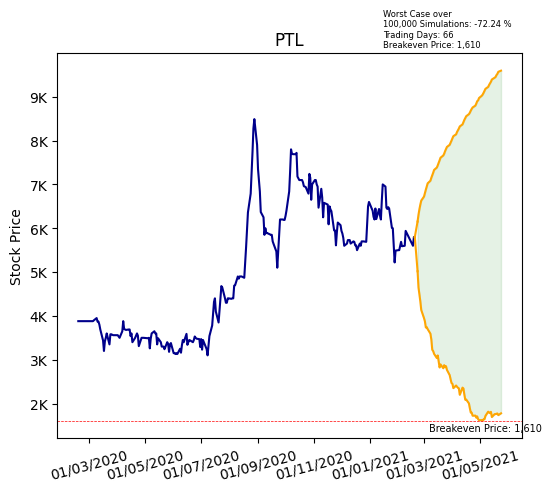 Worst Case over
100,000 Simulations: -72.24 %
Trading Days: 66
Breakeven Price: 1,610
PTL
Stock Price
9K
8K
7K
6K
5K
4K
3K
2K
Breakeven Price: 1,610
01/03/2020
01/05/2020
01/07/2020
01/09/2020
01/11/2020
01/01/2021
01/03/2021
01/05/2021